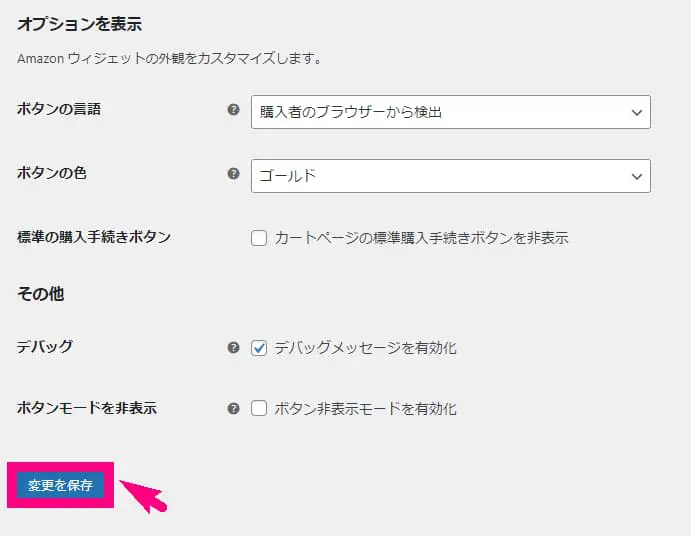 オプションを表示
Amazon ウィジェットの外観をカスタマイズします。
ボタンの言語
購入者のブラウザーから検出
ボタンの色
ゴールド
標準の購入手続きボタン
カートページの標準購入手続きボタンを非表示
その他
デバッグ
デバッグメッセージを有効化
ボタンモードを非表示
ボタン非表示モードを有効化
変更を保存